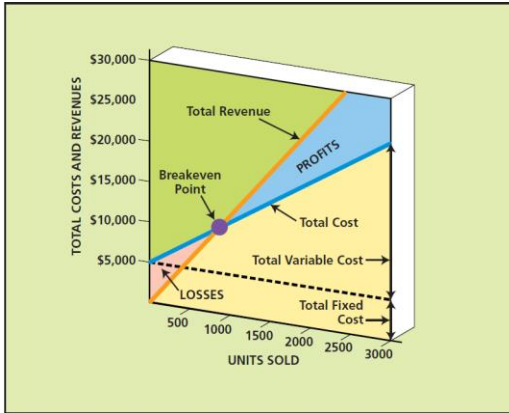 TOTAL COSTS AND REVENUES
$30,000
$25,000
$20,000
$15,000
$10,000
$5,000
Total Revenue
PROFITS
Breakeven
Point
Total Cost
Total Variable Cost
LOSSES
Total Fixed
Cost
500
1000
1500
2000
2500
3000
UNITS SOLD